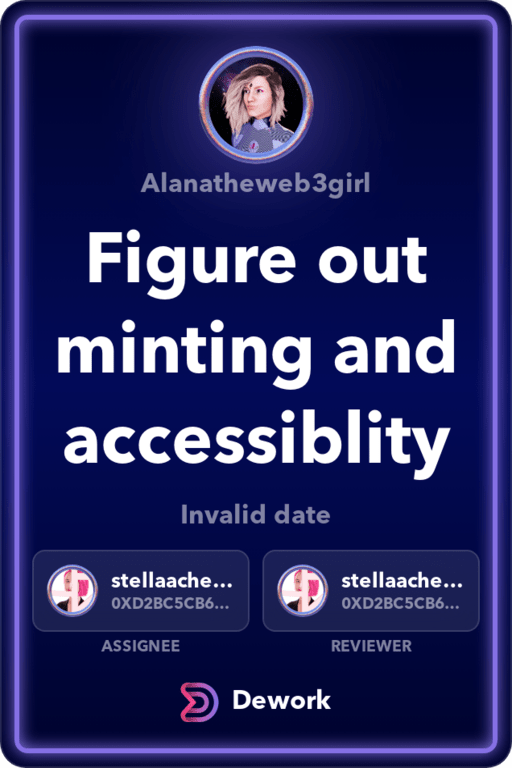 Alanatheweb3girl
Figure out
minting and
accessiblity
Invalid date
stellaache...
0XD2BC5CB6...
stellaache...
0XD2BC5CB6...
ASSIGNEE
REVIEWER
Dework